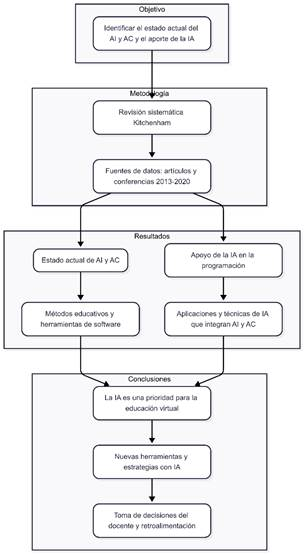 Objetivo
Identificar el estado actual del
AI y AC y el aporte de la IA
Metodología
Revisión sistemática
Kitchenham
Fuentes de datos: artículos y
conferencias 2013-2020
Resultados
Estado actual de AI y AC
Apoyo de la IA en la
programación
Métodos educativos y
herramientas de software
Aplicaciones y técnicas de IA
que integran AI y AC
Conclusiones
La IA es una prioridad para la
educación virtual
Nuevas herramientas y
estrategias con IA
Toma de decisiones del
docente y retroalimentación